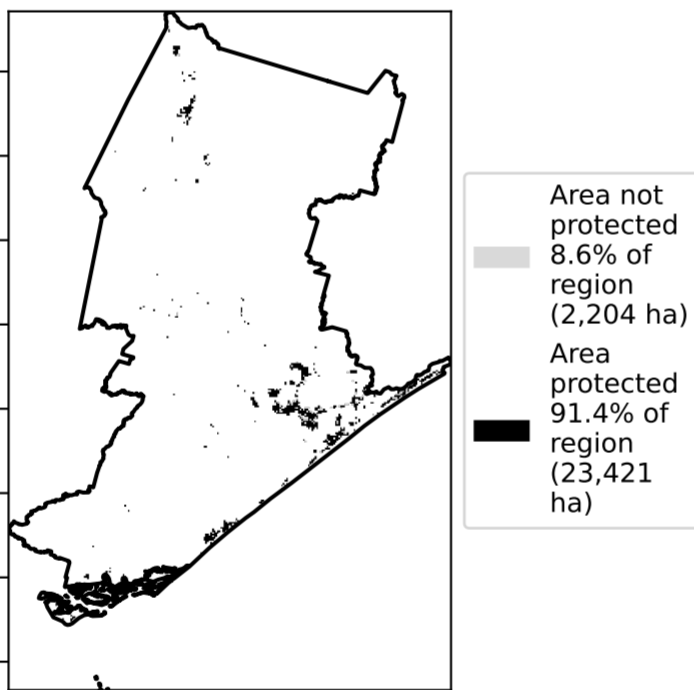 Area not
protected
8.6% of
region
(2,204 ha)
Area
protected
91.4% of
region
(23,421
ha)